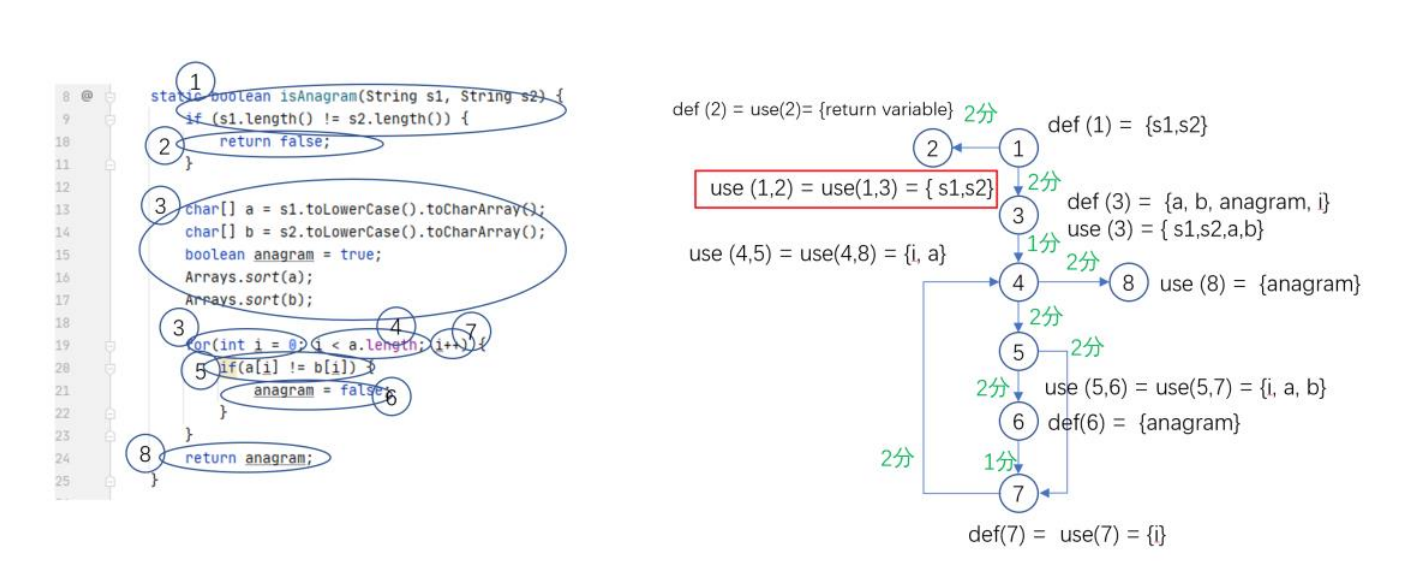 1
8 @ static boolean isAnagram(String s1, String s2) {
9 if (s1.length() != s2.length()) {
2
10 return false;
11 }
12
3
13 char[] a = s1.toLowerCase().toCharArray();
14 char[] b = s2.toLowerCase().toCharArray();
15 boolean anagram = true;
16 Arrays.sort(a);
17 Arrays.sort(b);
18
3 4 7
19 for(int i = 0; i < a.length; i++) {
5
20 if(a[i] != b[i]) {
21 anagram = false;
6
22 }
23 }
8
24 return anagram;
25 }
def (2) = use(2)= {return variable} 2分
def (1) = {s1,s2}
2 1
use (1,2) = use(1,3) = { s1,s2}
2分
3
def (3) = {a, b, anagram, i}
use (3) = { s1,s2,a,b}
1分
use (4,5) = use(4,8) = {i, a}
2分
4 8
use (8) = {anagram}
2分
5
2分
2分
use (5,6) = use(5,7) = {i, a, b}
6
def(6) = {anagram}
2分
1分
7
def(7) = use(7) = {i}